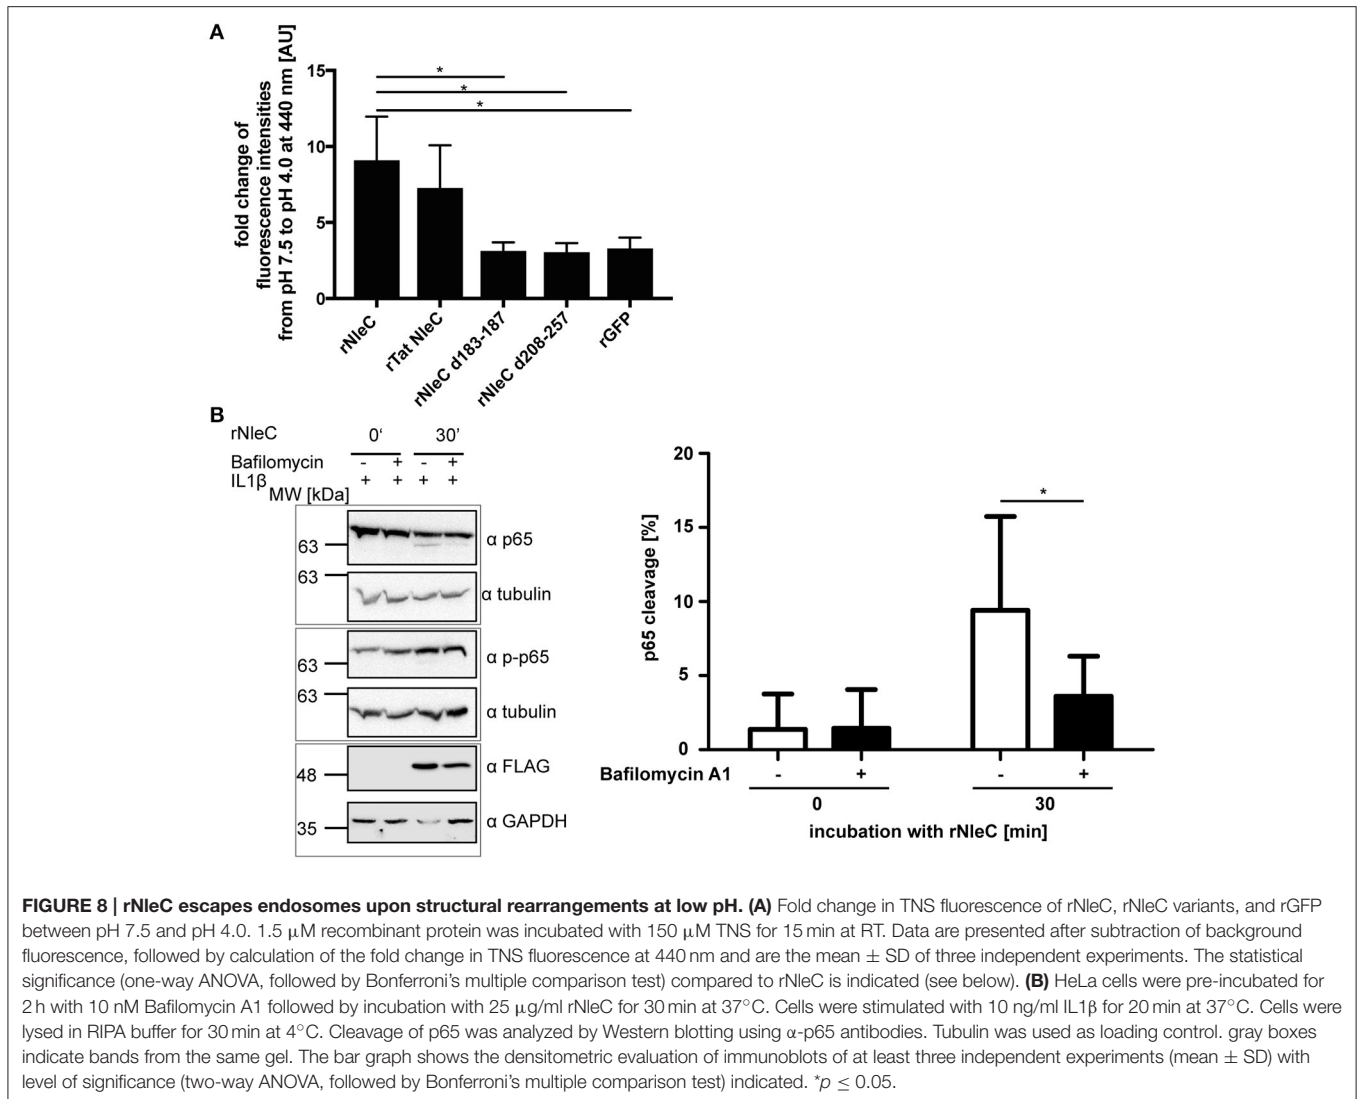 A
fold change of
fluorescence intensities
from pH 7.5 to pH 4.0 at 440 nm [AU]
15
10
5
0
*
*
*
rNleC
rTat NleC
rNleC d183-187
rNleC d208-257
rGFP
B
rNleC 0‘ 30’
Bafilomycin - + - +
IL1β + + + +
MW [kDa]
63 α p65
63 α tubulin
63 α p-p65
63 α tubulin
48 α FLAG
35 α GAPDH
p65 cleavage [%]
20
15
10
5
0
*
Bafilomycin A1 - + - +
0 30
incubation with rNleC [min]
FIGURE 8 | rNleC escapes endosomes upon structural rearrangements at low pH. (A) Fold change in TNS fluorescence of rNleC, rNleC variants, and rGFP
between pH 7.5 and pH 4.0. 1.5 μM recombinant protein was incubated with 150 μM TNS for 15 min at RT. Data are presented after subtraction of background
fluorescence, followed by calculation of the fold change in TNS fluorescence at 440 nm and are the mean ± SD of three independent experiments. The statistical
significance (one-way ANOVA, followed by Bonferroni's multiple comparison test) compared to rNleC is indicated (see below). (B) HeLa cells were pre-incubated for
2 h with 10 nM Bafilomycin A1 followed by incubation with 25 μg/ml rNleC for 30 min at 37°C. Cells were stimulated with 10 ng/ml IL1β for 20 min at 37°C. Cells were
lysed in RIPA buffer for 30 min at 4°C. Cleavage of p65 was analyzed by Western blotting using α-p65 antibodies. Tubulin was used as loading control. gray boxes
indicate bands from the same gel. The bar graph shows the densitometric evaluation of immunoblots of at least three independent experiments (mean ± SD) with
level of significance (two-way ANOVA, followed by Bonferroni's multiple comparison test) indicated. *p ≤ 0.05.